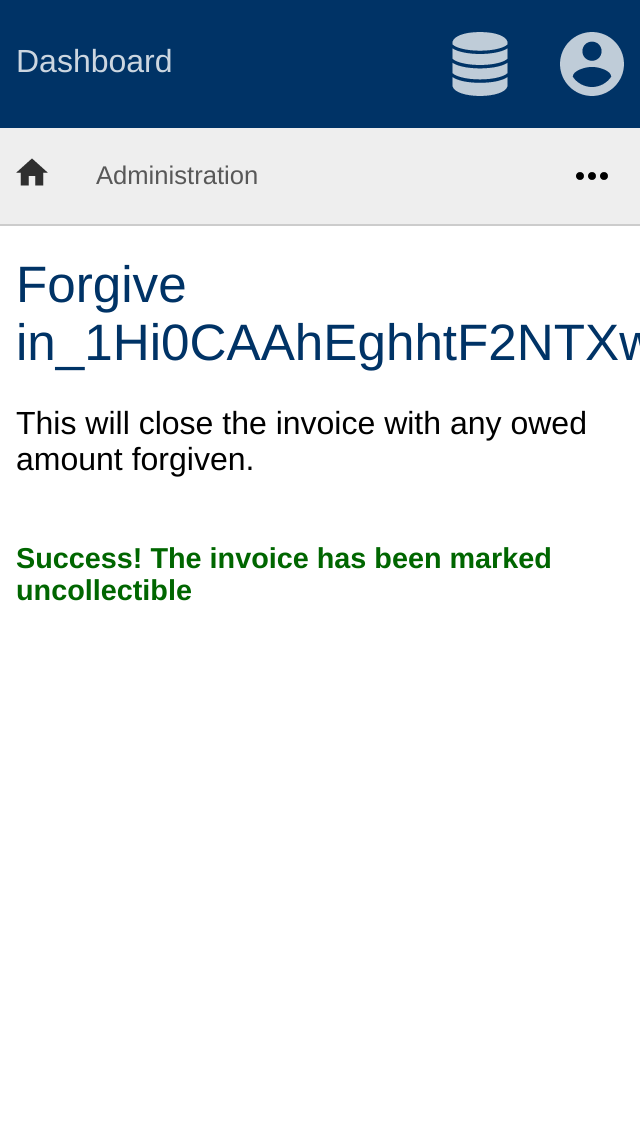 Dashboard
Administration
Forgive
in_1Hi0CAAhEghhtF2NTXw
This will close the invoice with any owed
amount forgiven.
Success! The invoice has been marked
uncollectible